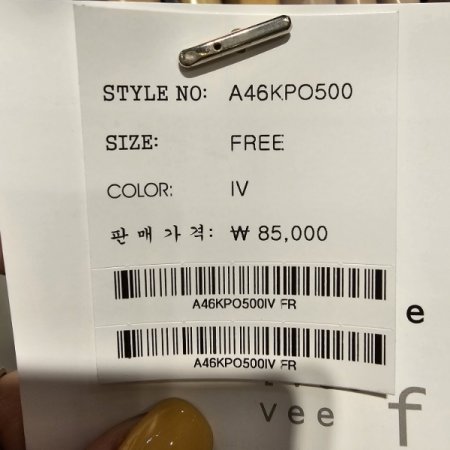 STYLE NO: A46KPO500
SIZE: FREE
COLOR: IV
판매가격: ₩ 85,000
A46KPO500IV FR
e
A46KPO500IV FR
vee f